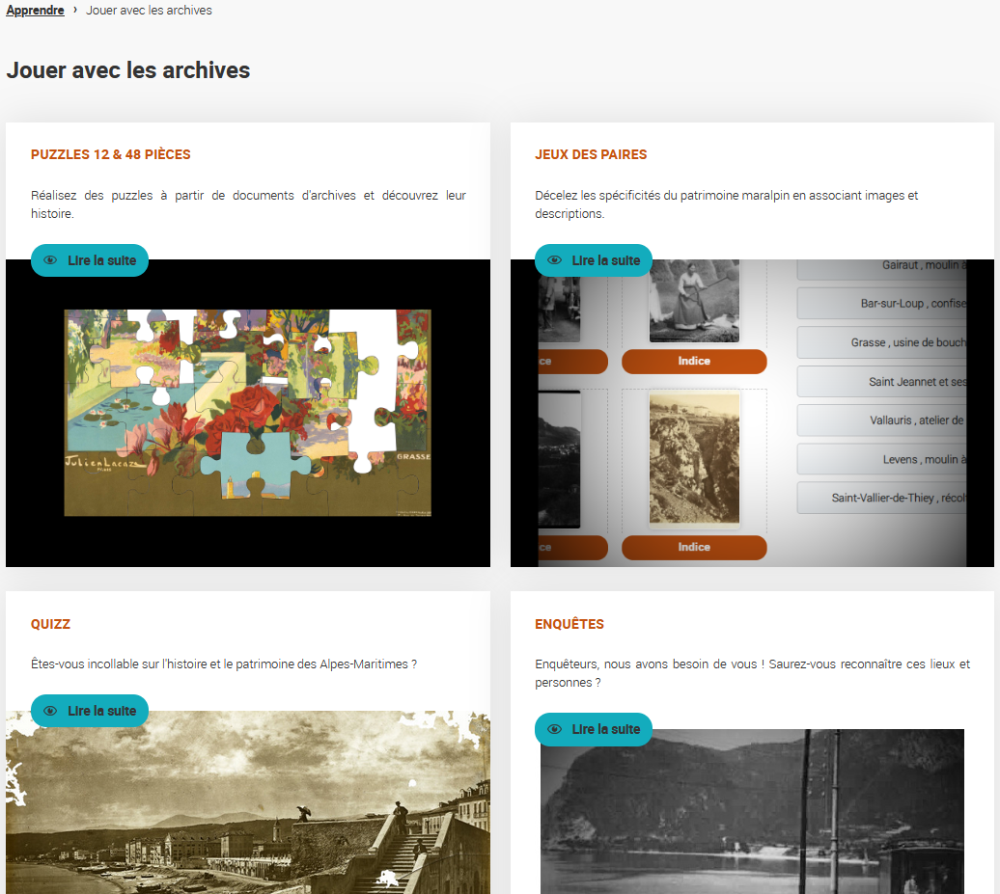 Apprendre › Jouer avec les archives
Jouer avec les archives
PUZZLES 12 & 48 PIÈCES
Réalisez des puzzles à partir de documents d'archives et découvrez leur
histoire.
Lire la suite
Julien Lacaze
GRASSE
JEUX DES PAIRES
Décelez les spécificités du patrimoine maralpin en associant images et
descriptions.
Lire la suite
Gairaut , moulin à
Bar-sur-Loup , confise
ce
Indice
Grasse , usine de bouch
Saint Jeannet et ses
Vallauris , atelier de
Levens , moulin à
Saint-Vallier-de-Thiey , récol
ce
Indice
QUIZZ
Êtes-vous incollable sur l'histoire et le patrimoine des Alpes-Maritimes ?
Lire la suite
ENQUÊTES
Enquêteurs, nous avons besoin de vous ! Saurez-vous reconnaître ces lieux et
personnes ?
Lire la suite